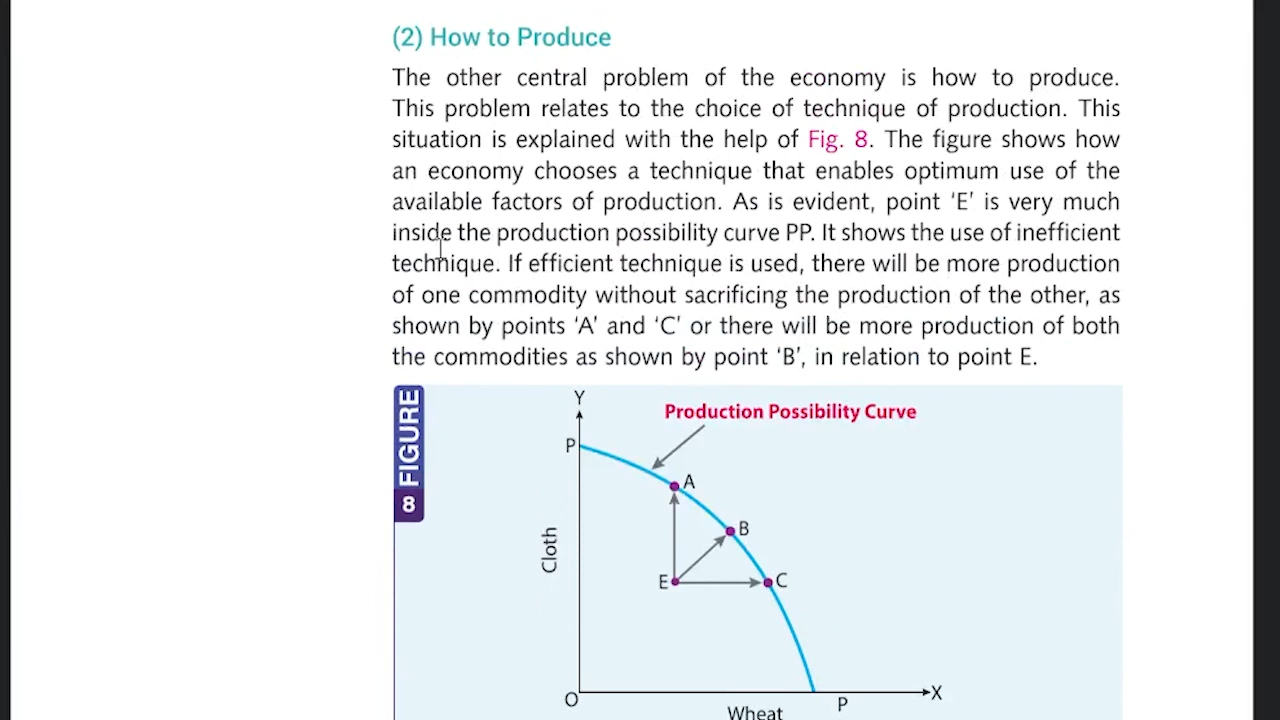 (2) How to Produce
The other central problem of the economy is how to produce.
This problem relates to the choice of technique of production. This
situation is explained with the help of Fig. 8. The figure shows how
an economy chooses a technique that enables optimum use of the
available factors of production. As is evident, point ‘E’ is very much
inside the production possibility curve PP. It shows the use of inefficient
technique. If efficient technique is used, there will be more production
of one commodity without sacrificing the production of the other, as
shown by points ‘A’ and ‘C’ or there will be more production of both
the commodities as shown by point ‘B’, in relation to point E.
FIGURE
8
Y
Production Possibility Curve
P
A
B
Cloth
E
C
O
P
X
Wheat